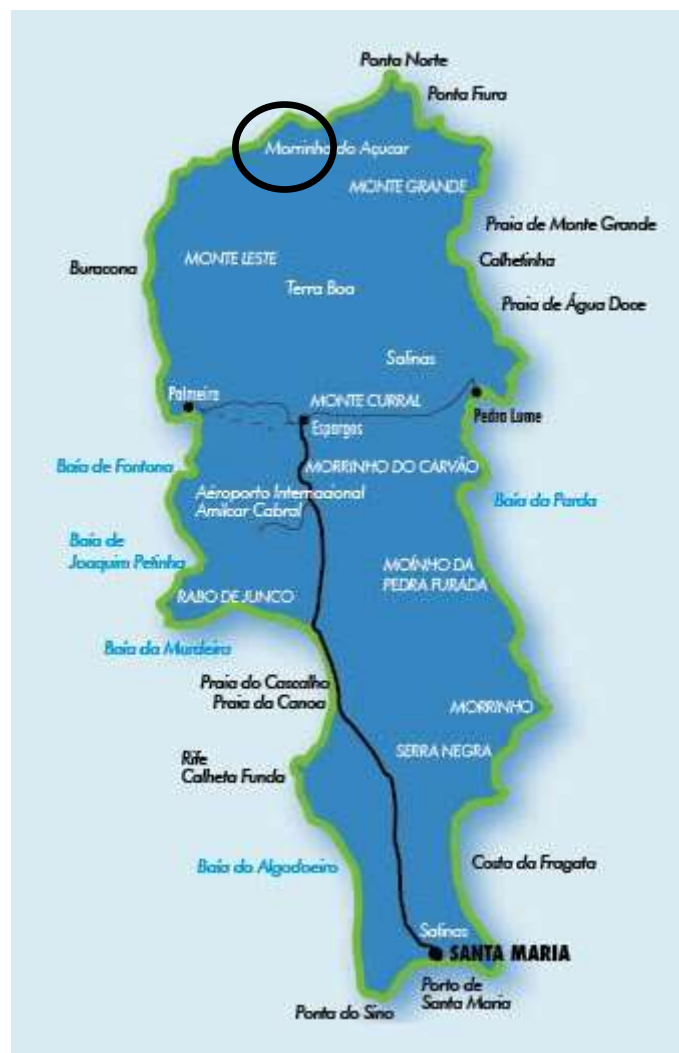 Ponta Norte
Ponta Fiura
Morrinho do Açucar
MONTE GRANDE
Praia de Monte Grande
Buracona
MONTE LESTE
Calhetinha
Terra Boa
Praia de Água Doce
Salinas
Palmeira
MONTE CURRAL
Pedra Lume
Espargos
Baía de Fontona
MORRINHO DO CARVÃO
Aéroporto Internacional
Amilcar Cabral
Baía da Parda
Baía de
Joaquim Petinha
MOÍNHO DA
PEDRA FURADA
RABO DE JUNCO
Baía da Murdeira
Praia do Cascalho
Praia da Canoa
MORRINHO
SERRA NEGRA
Rife
Calheta Funda
Baía do Algodoeiro
Costa da Fragata
Salinas
SANTA MARIA
Porto de
Santa Maria
Ponta do Sino